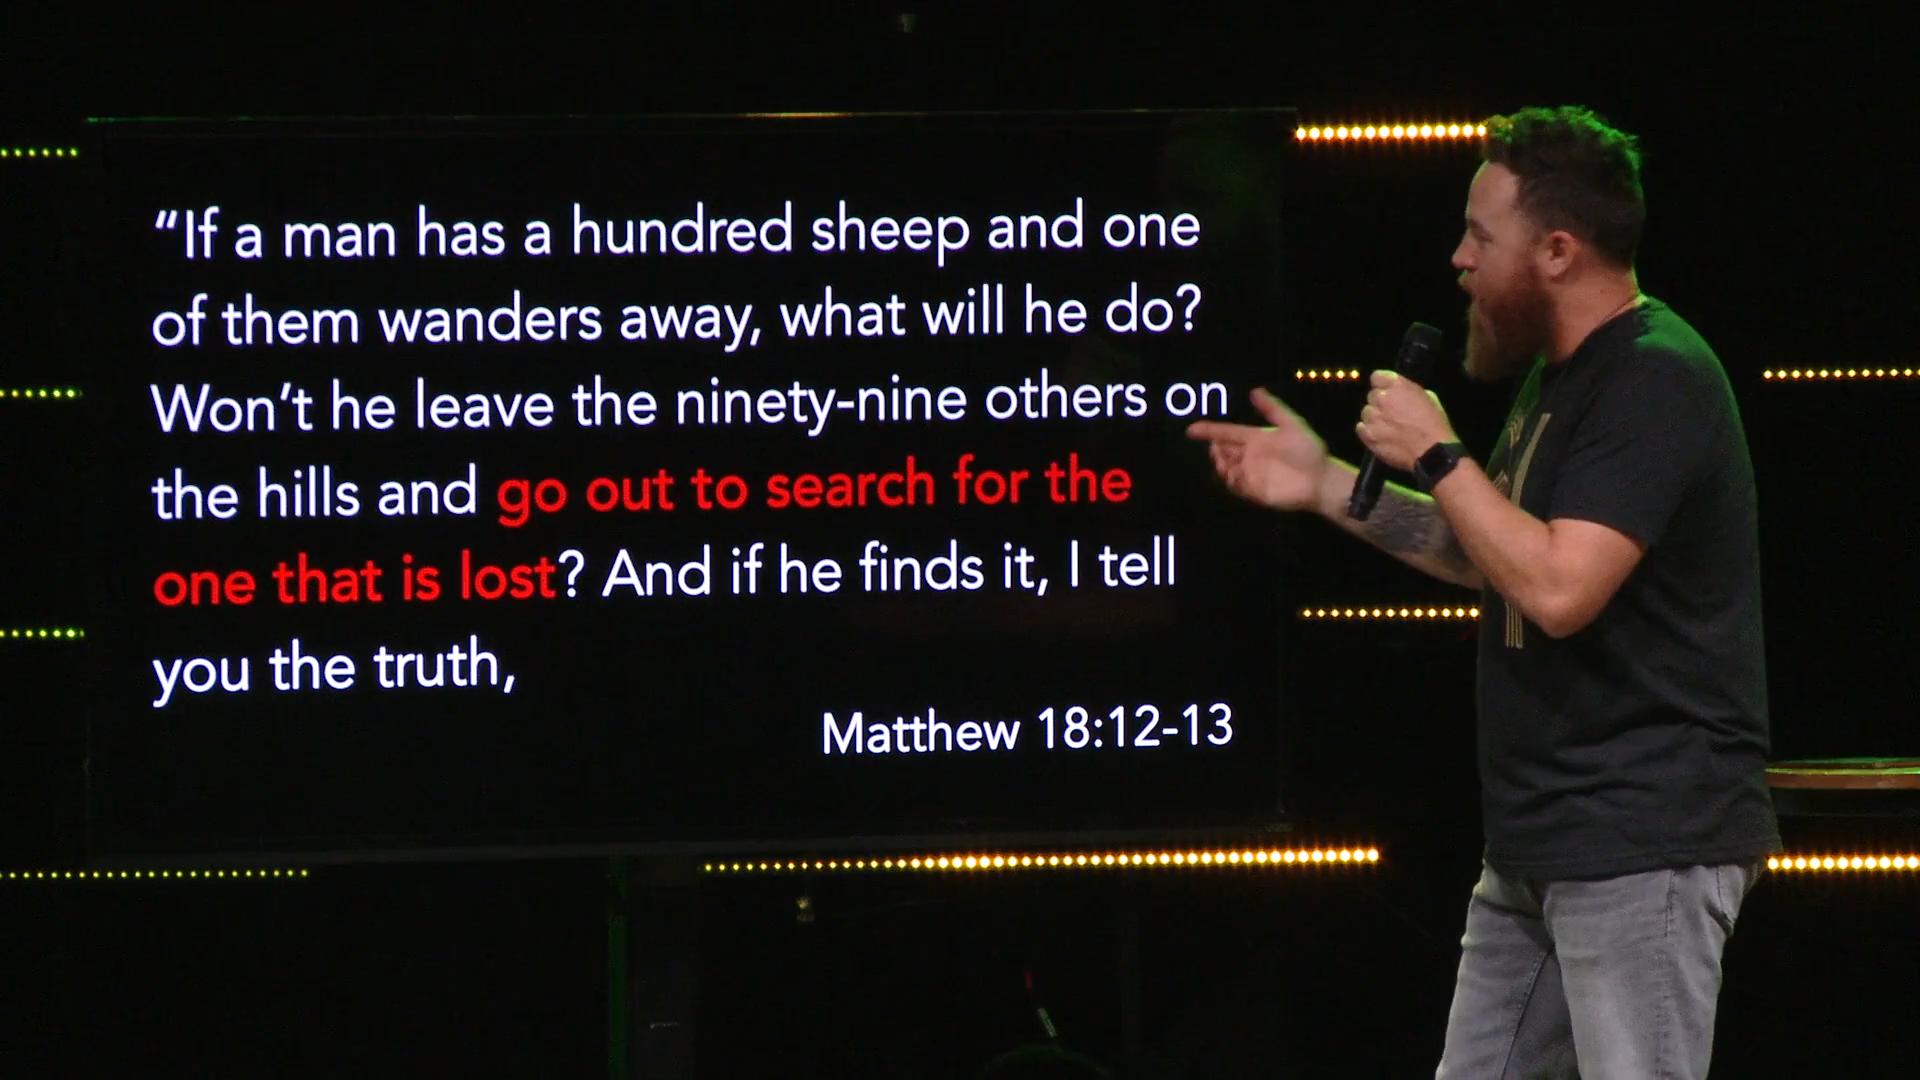 “If a man has a hundred sheep and one
of them wanders away, what will he do?
Won’t he leave the ninety-nine others on
the hills and go out to search for the
one that is lost? And if he finds it, I tell
you the truth,
Matthew 18:12-13